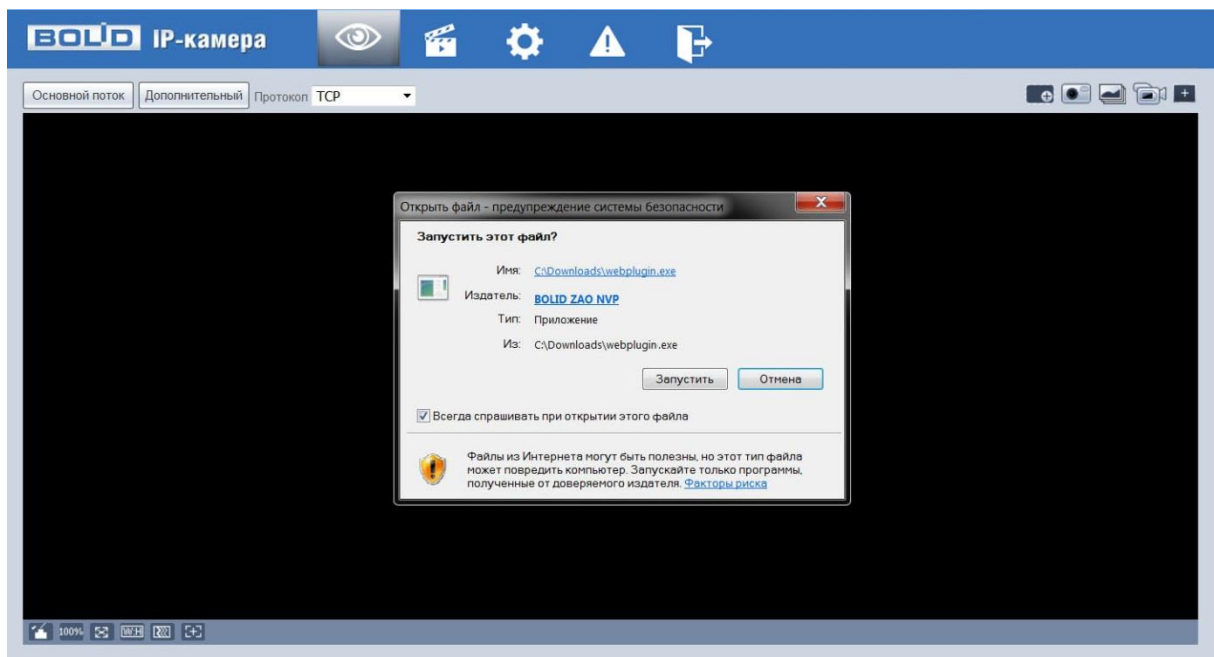 BOLID IP-камера
Основной поток Дополнительный Протокол TCP
Открыть файл - предупреждение системы безопасности
Запустить этот файл?
Имя: C:\Downloads\webplugin.exe
Издатель: BOLID ZAO NVP
Тип: Приложение
Из: C:\Downloads\webplugin.exe
Запустить Отмена
Всегда спрашивать при открытии этого файла
Файлы из Интернета могут быть полезны, но этот тип файла
может повредить компьютер. Запускайте только программы,
полученные от доверяемого издателя. Факторы риска
100% W:H